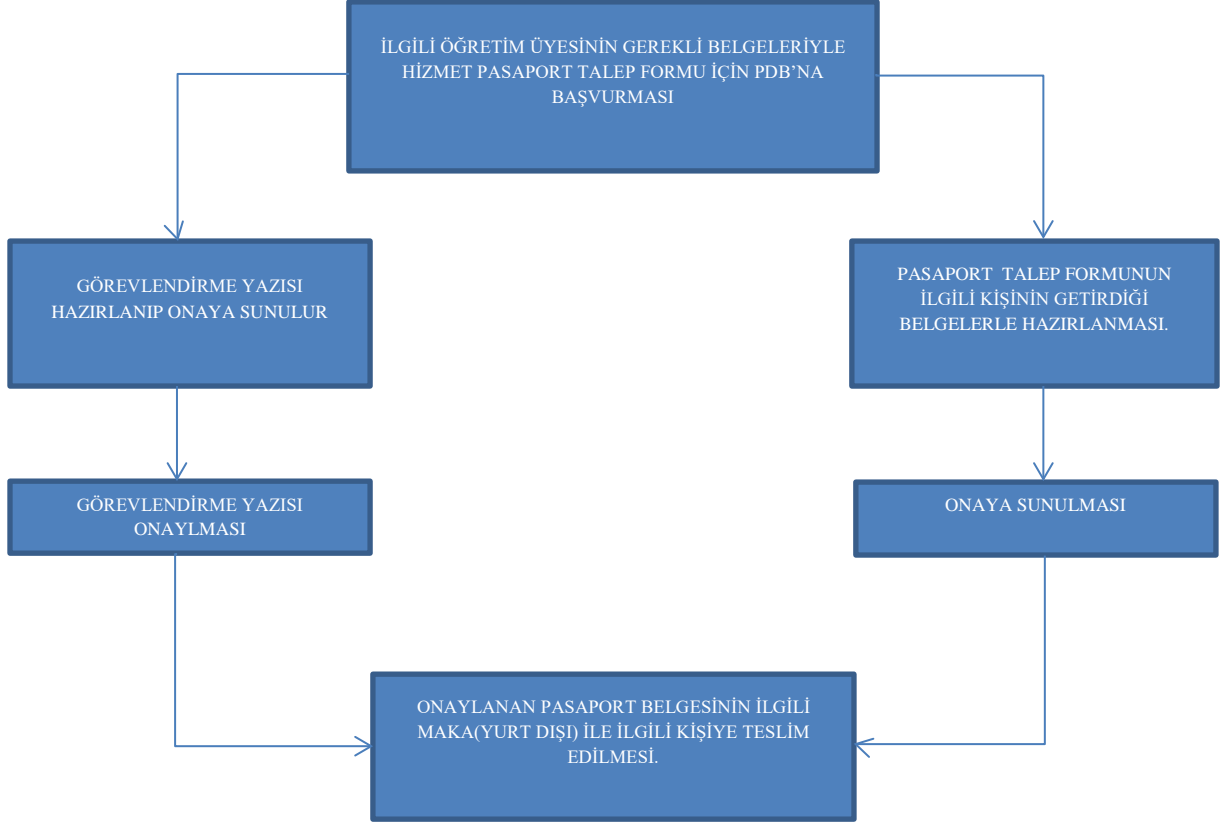 İLGİLİ ÖĞRETİM ÜYESİNİN GEREKLİ BELGELERİYLE
HİZMET PASAPORT TALEP FORMU İÇİN PDB’NA
BAŞVURMASI
GÖREVLENDİRME YAZISI
HAZIRLANIP ONAYA SUNULUR
PASAPORT TALEP FORMUNUN
İLGİLİ KİŞİNİN GETİRDİĞİ
BELGELERLE HAZIRLANMASI.
GÖREVLENDİRME YAZISI
ONAYLMASI
ONAYA SUNULMASI
ONAYLANAN PASAPORT BELGESİNİN İLGİLİ
MAKA(YURT DIŞI) İLE İLGİLİ KİŞİYE TESLİM
EDİLMESİ.